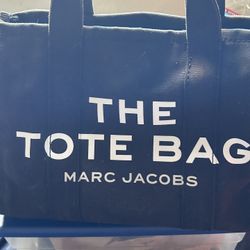 THE
TOTE BAG
MARC JACOBS